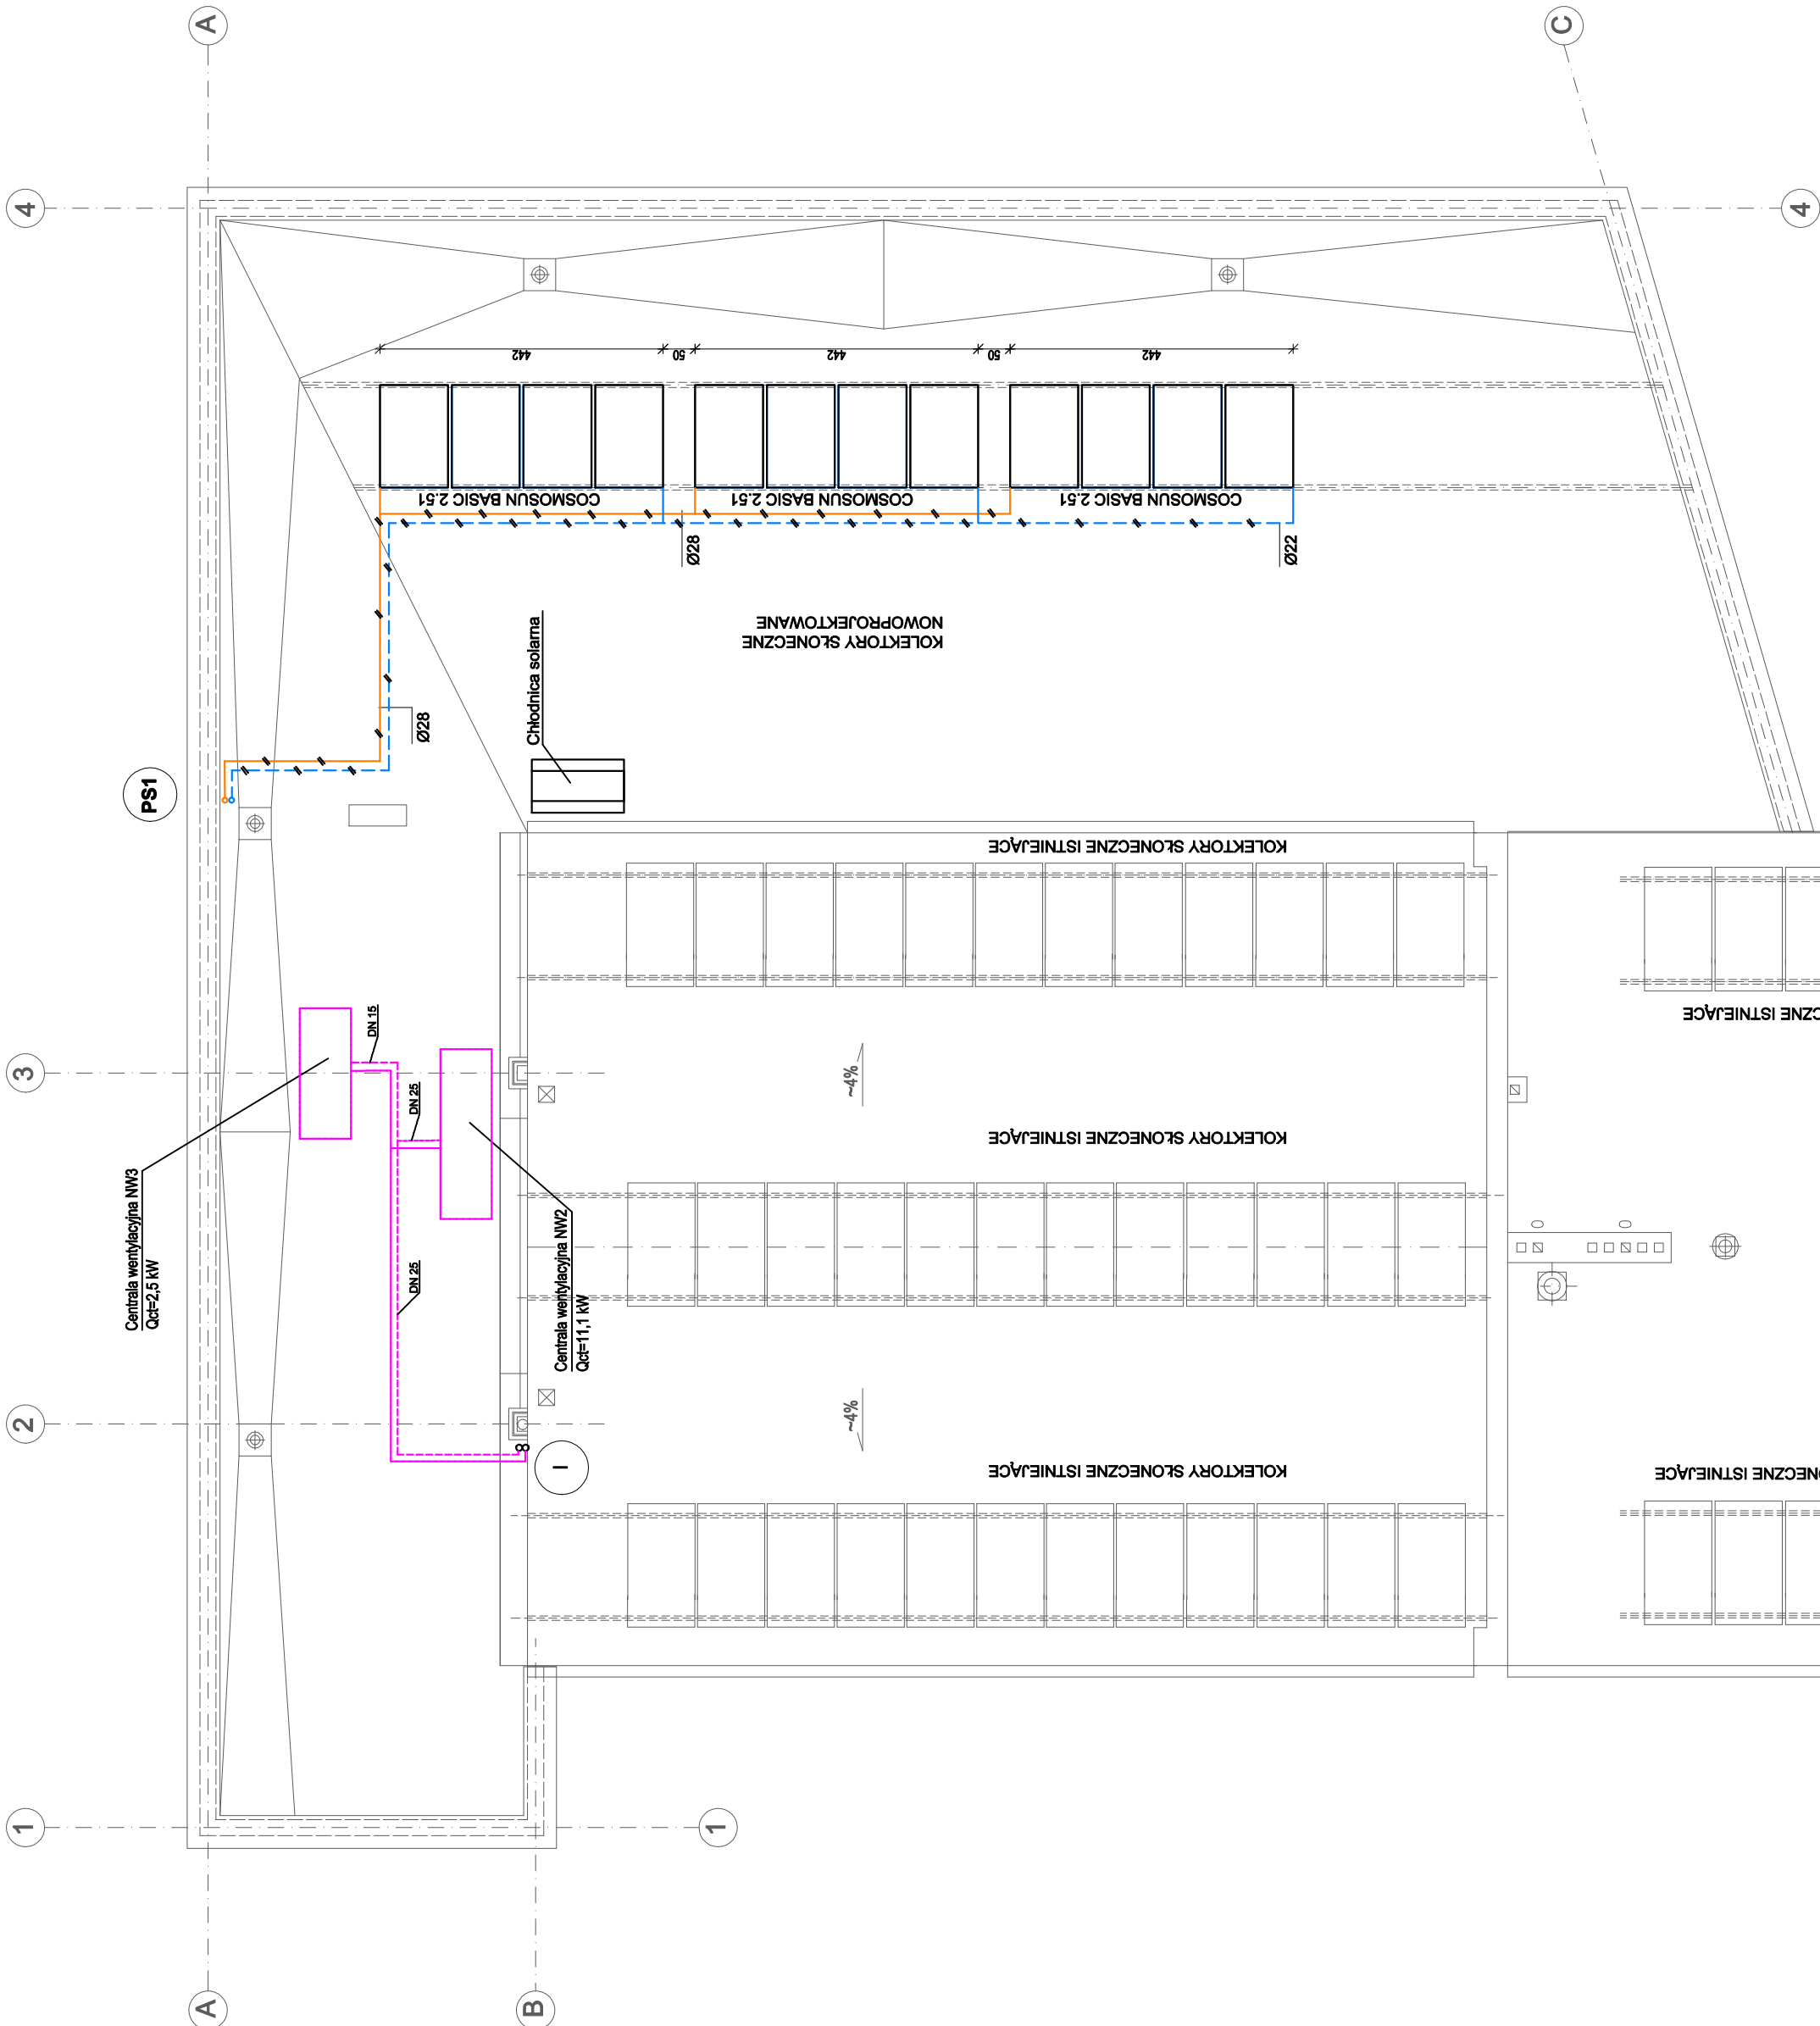 A
C
4
4
442
50
442
50
442
COSMOSUN BASIC 2.51
COSMOSUN BASIC 2.51
COSMOSUN BASIC 2.51
Ø28
Ø22
KOLEKTORY SŁONECZNE
NOWOPROJEKTOWANE
Chłodnica solarna
Ø28
PS1
KOLEKTORY SŁONECZNE ISTNIEJĄCE
ISTNIEJĄCE
3
DN 15
DN 25
~4%
KOLEKTORY SŁONECZNE ISTNIEJĄCE
Centrala wentylacyjna NW3
Qct=2,5 kW
DN 25
Centrala wentylacyjna NW2
Qct=11,1 kW
2
~4%
I
KOLEKTORY SŁONECZNE ISTNIEJĄCE
ISTNIEJĄCE
1
1
A
B